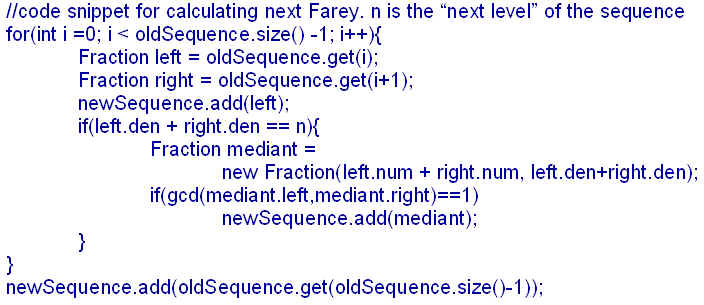 //code snippet for calculating next Farey. n is the “next level” of the sequence
for(int i =0; i < oldSequence.size() -1; i++){
Fraction left = oldSequence.get(i);
Fraction right = oldSequence.get(i+1);
newSequence.add(left);
if(left.den + right.den == n){
Fraction mediant =
new Fraction(left.num + right.num, left.den+right.den);
if(gcd(mediant.left,mediant.right)==1)
newSequence.add(mediant);
}
}
newSequence.add(oldSequence.get(oldSequence.size()-1));